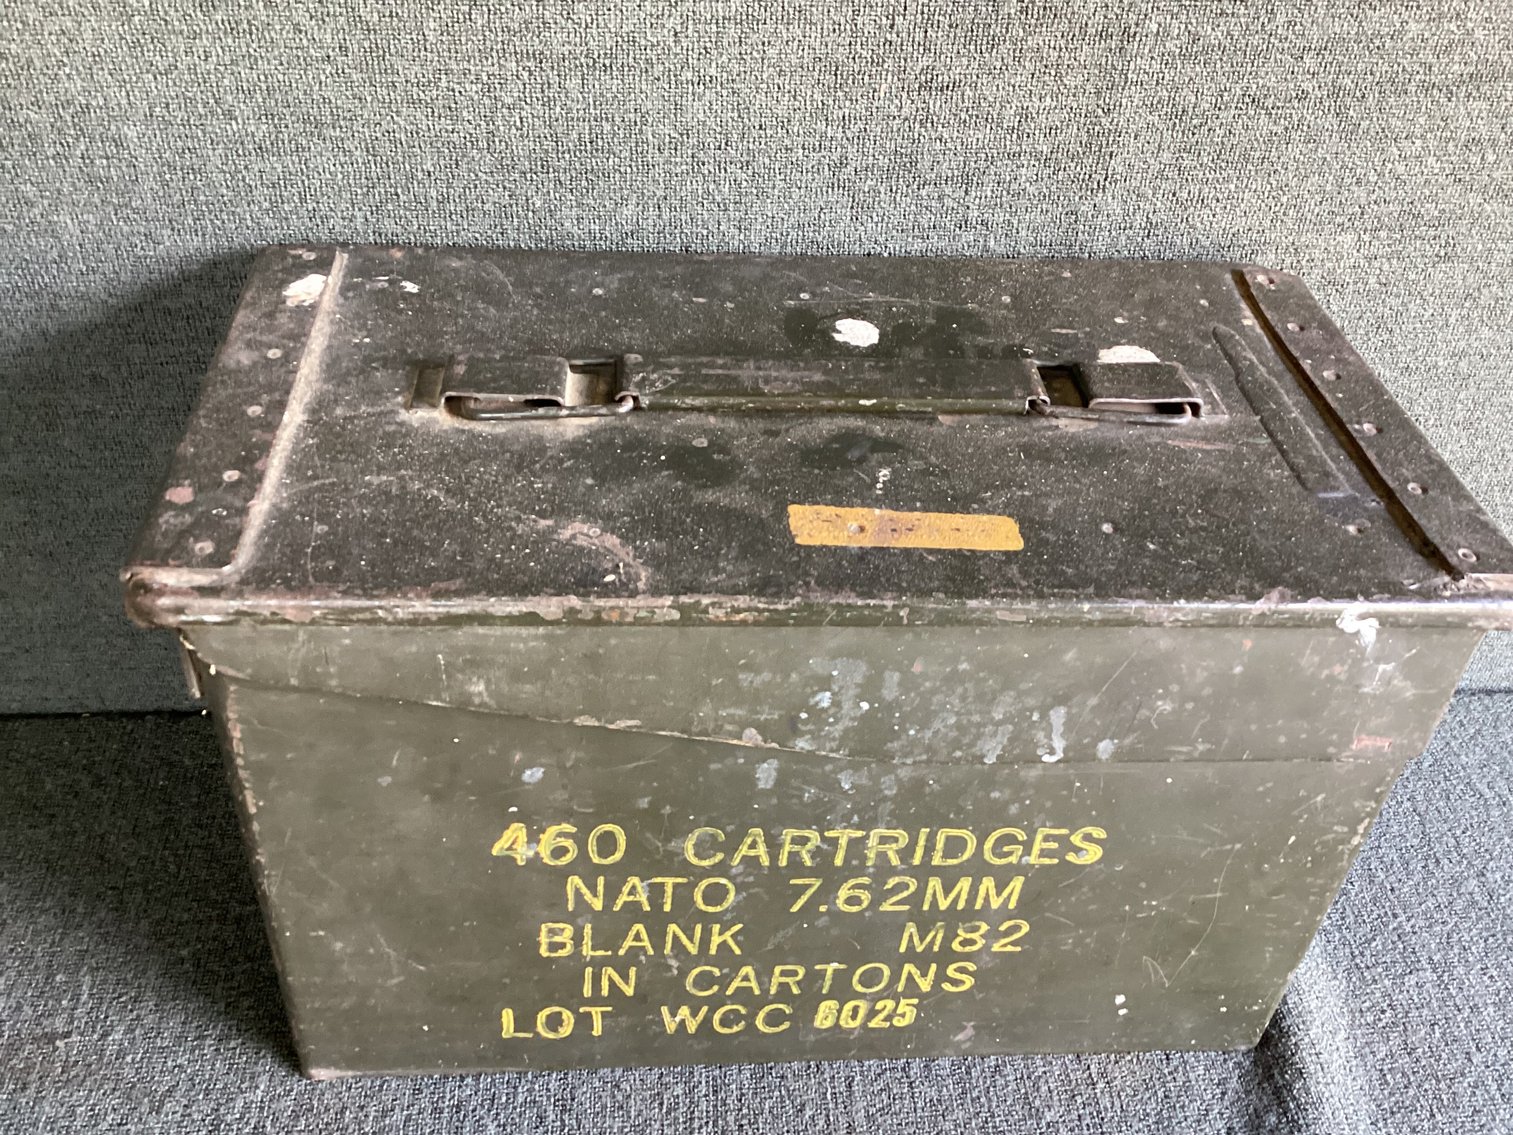 460 CARTRIDGES
NATO 7.62MM
BLANK M82
IN CARTONS
LOT WCC 6025